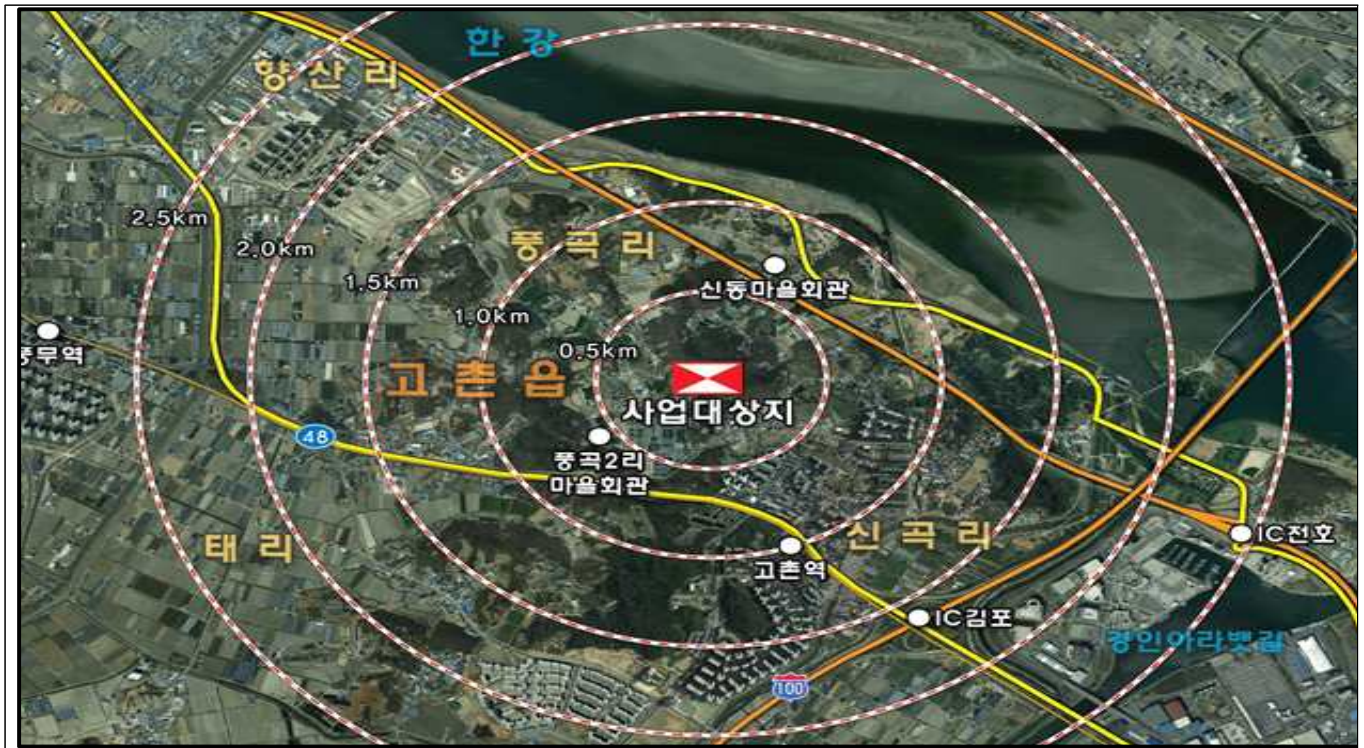 한강
향산리
2.5km
2.0km
풍곡리
1.5km
신동마을회관
1.0km
풍무역
0.5km
고촌읍
사업대상지
48
풍곡2리
마을회관
태리
신곡리
IC전호
고촌역
IC김포
경인아라뱃길
100